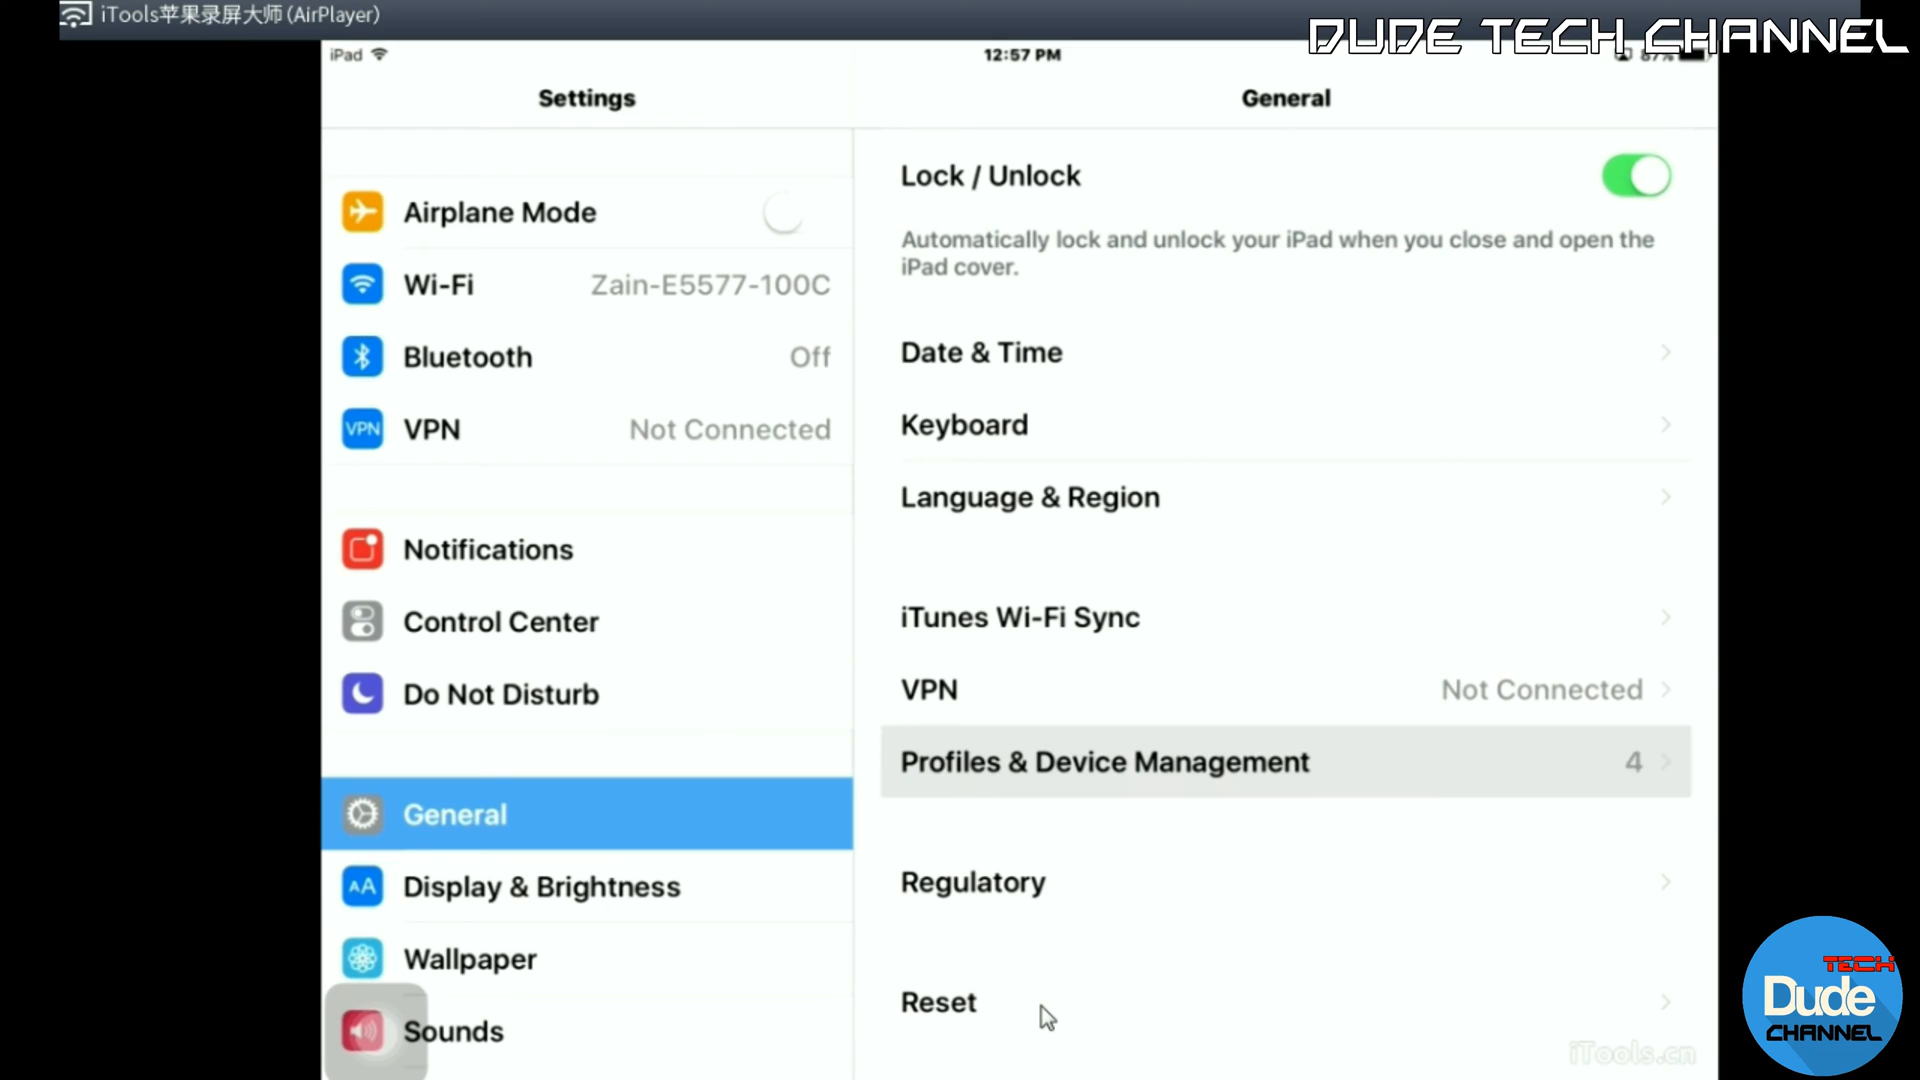 iTools苹果录屏大师(AirPlayer)
DUDE TECH CHANNEL
iPad
12:57 PM
87%
Settings
General
Airplane Mode
Wi-Fi
Zain-E5577-100C
Bluetooth
Off
VPN
VPN
Not Connected
Notifications
Control Center
Do Not Disturb
General
AA
Display & Brightness
Wallpaper
Sounds
Lock / Unlock
Automatically lock and unlock your iPad when you close and open the
iPad cover.
Date & Time
Keyboard
Language & Region
iTunes Wi-Fi Sync
VPN
Not Connected
Profiles & Device Management
4
Regulatory
Reset
iTools.cn
TECH
Dude
CHANNEL